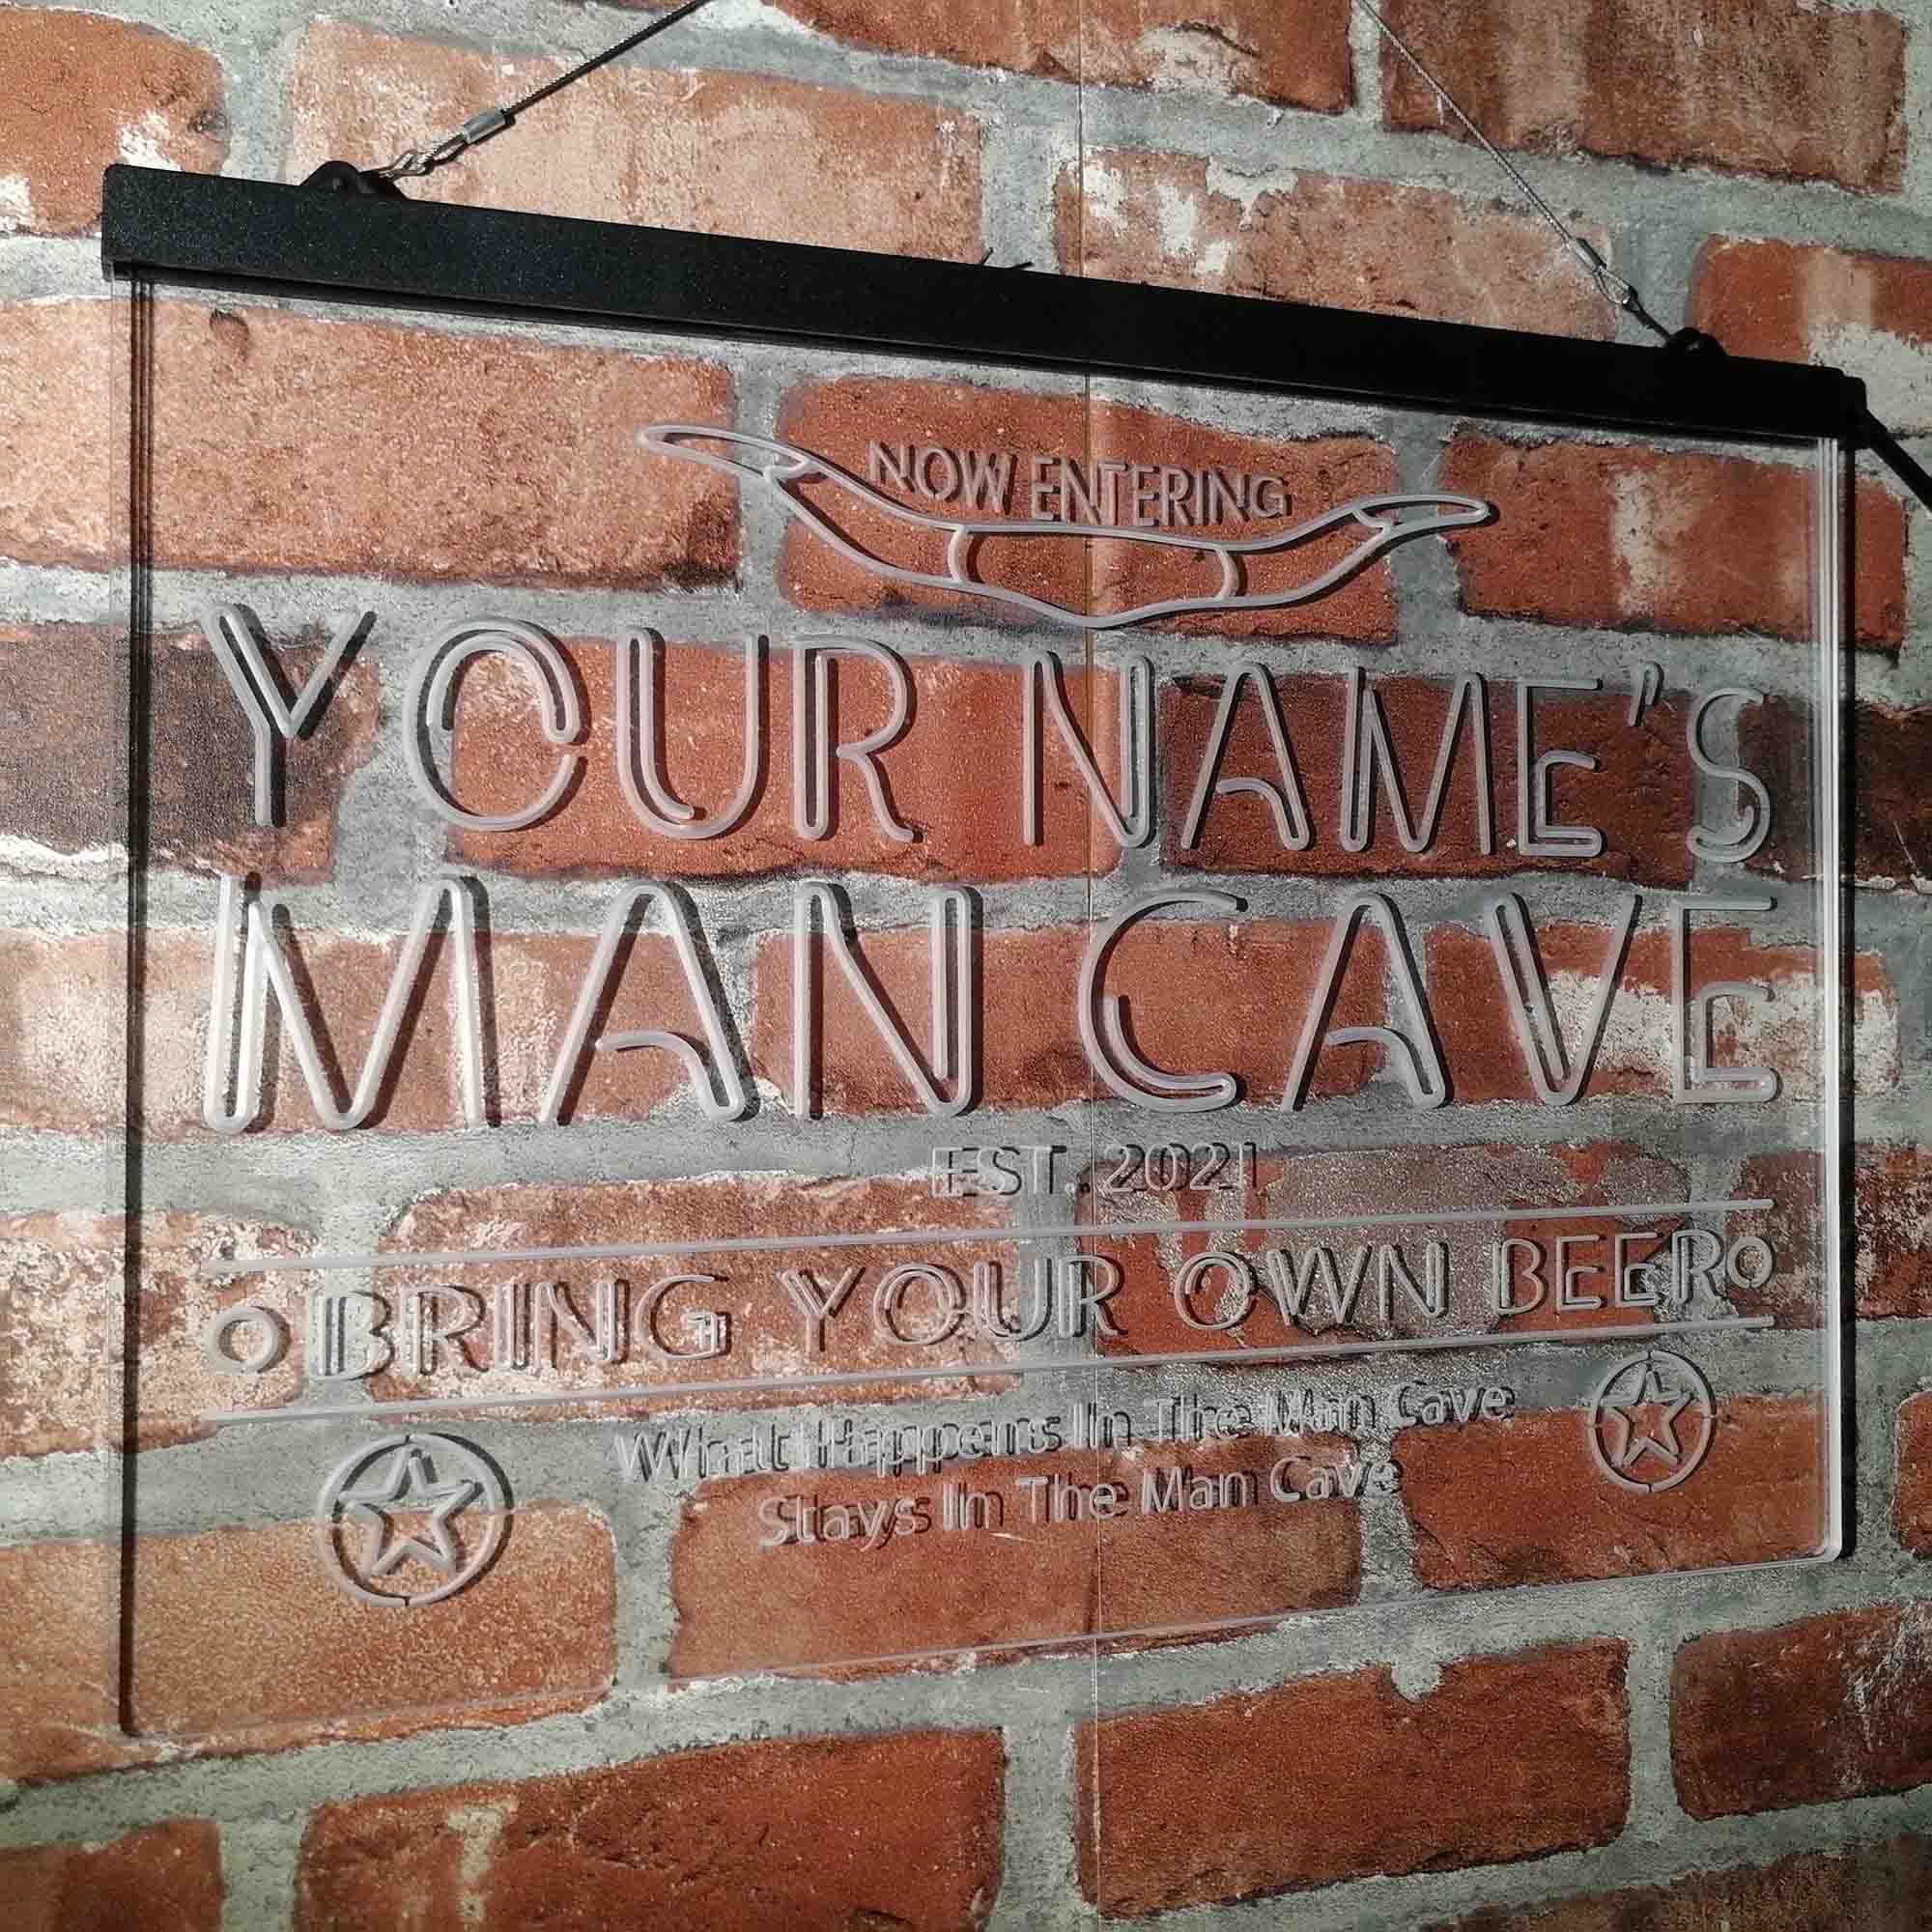 NOW ENTERING
YOUR NAME'S
MAN CAVE
EST. 2021
BRING YOUR OWN BEER
What Happens In The Man Cave
Stays In The Man Cave